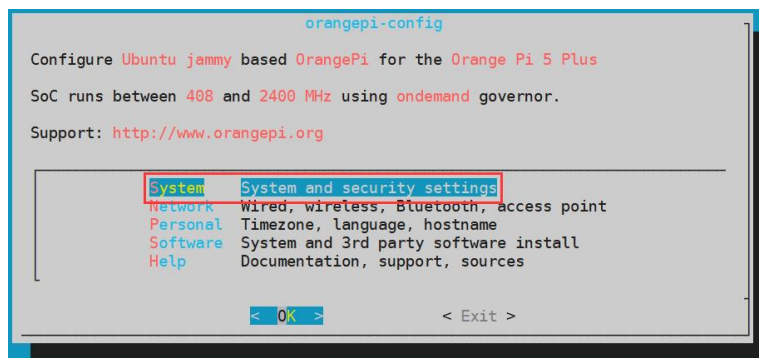 orangepi-config
Configure Ubuntu jammy based OrangePi for the Orange Pi 5 Plus
SoC runs between 408 and 2400 MHz using ondemand governor.
Support: http://www.orangepi.org
System System and security settings
Network Wired, wireless, Bluetooth, access point
Personal Timezone, language, hostname
Software System and 3rd party software install
Help Documentation, support, sources
< OK > < Exit >